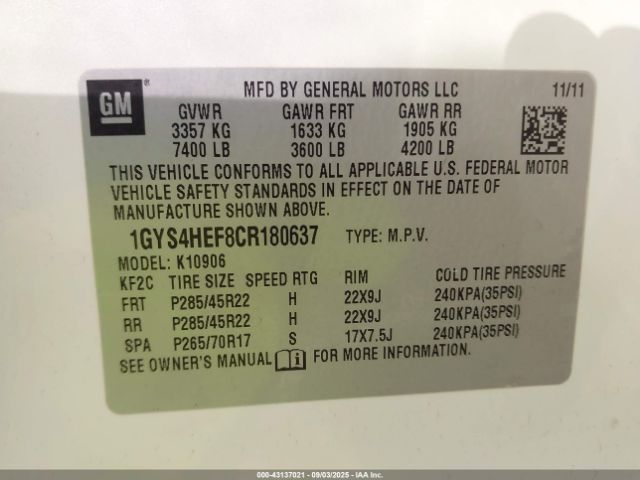 GM ®
MFD BY GENERAL MOTORS LLC 11/11
GVWR GAWR FRT GAWR RR
3357 KG 1633 KG 1905 KG
7400 LB 3600 LB 4200 LB
THIS VEHICLE CONFORMS TO ALL APPLICABLE U.S. FEDERAL MOTOR
VEHICLE SAFETY STANDARDS IN EFFECT ON THE DATE OF
MANUFACTURE SHOWN ABOVE.
1GYS4HEF8CR180637 TYPE: M.P.V.
MODEL: K10906
KF2C TIRE SIZE SPEED RTG RIM COLD TIRE PRESSURE
FRT P285/45R22 H 22X9J 240KPA(35PSI)
RR P285/45R22 H 22X9J 240KPA(35PSI)
SPA P265/70R17 S 17X7.5J 240KPA(35PSI)
SEE OWNER'S MANUAL FOR MORE INFORMATION.
000-43137021 - 09/03/2025 - IAA Inc.